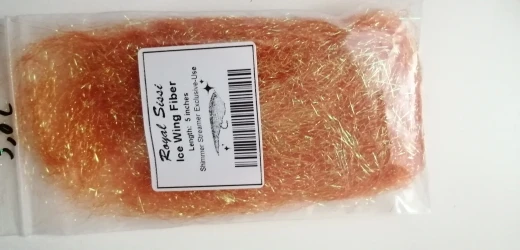 Royal Sissi
Ice Wing Fiber
Length: 5 inches
Shimmer Streamer Exclusive-Use